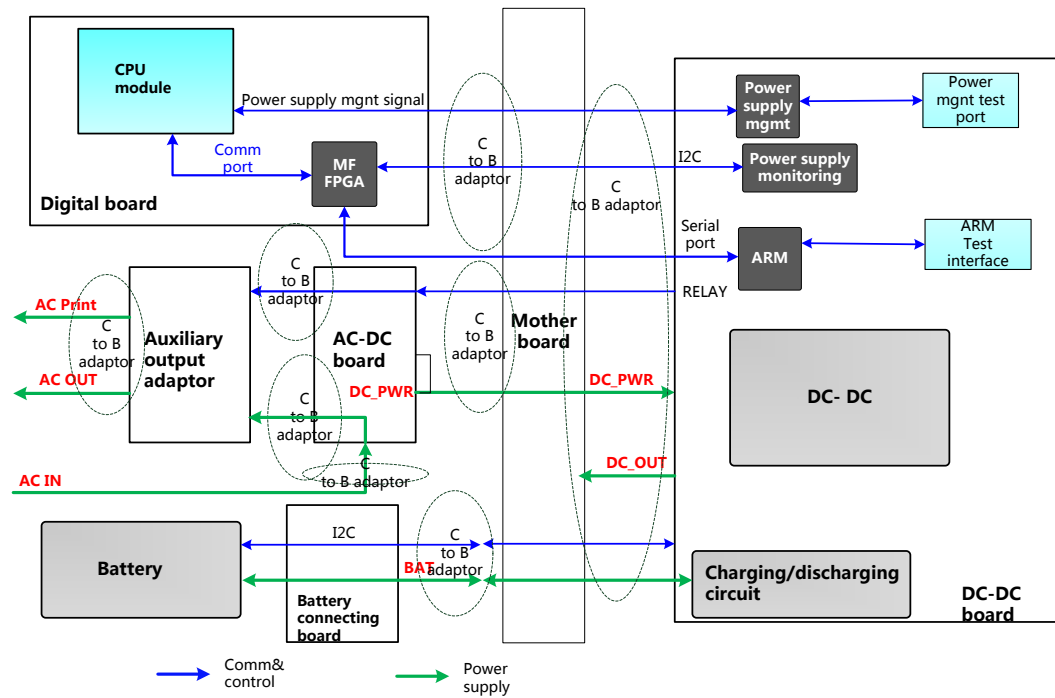 CPU
module
Power supply mgnt signal
Comm
port
MF
FPGA
Digital board
C
to B
adaptor
C
to B adaptor
Power
supply
mgmt
Power
mgnt test
port
I2C
Power supply
monitoring
Serial
port
ARM
ARM
Test
interface
RELAY
C
to B
adaptor
AC Print
C
to B
adaptor
AC OUT
Auxiliary
output
adaptor
AC-DC
board
DC_PWR
C
to B
adaptor
Mother
board
DC_PWR
DC- DC
C
to B
adaptor
C
to B adaptor
AC IN
DC_OUT
Battery
I2C
BAT
C
to B
adaptor
Battery
connecting
board
Charging/discharging
circuit
DC-DC
board
Comm&
control
Power
supply